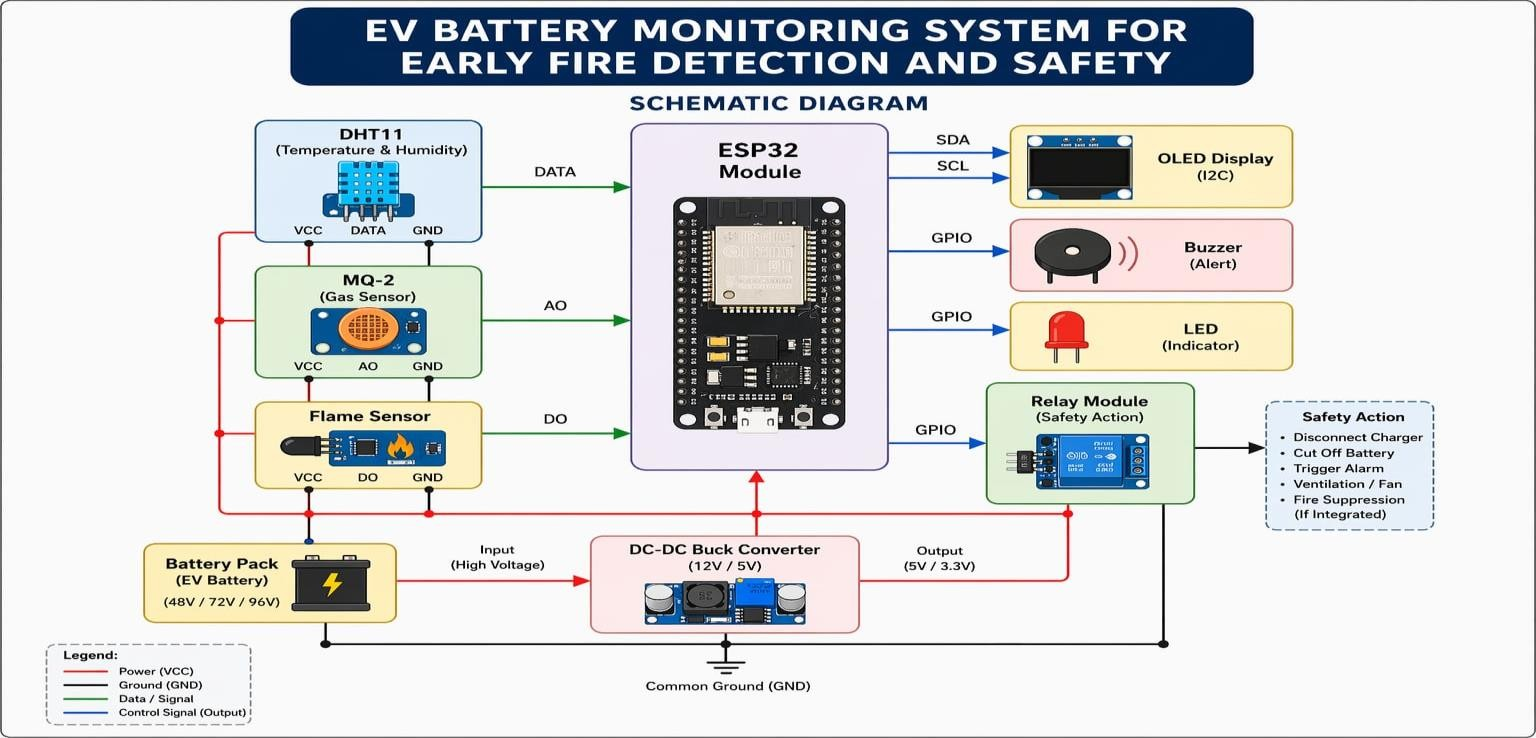 EV BATTERY MONITORING SYSTEM FOR
EARLY FIRE DETECTION AND SAFETY
SCHEMATIC DIAGRAM
DHT11
(Temperature & Humidity)
VCC DATA GND
DATA
MQ-2
(Gas Sensor)
VCC AO GND
AO
Flame Sensor
VCC DO GND
DO
ESP32
Module
SDA
SCL
OLED Display
(I2C)
GPIO
Buzzer
(Alert)
GPIO
LED
(Indicator)
GPIO
Relay Module
(Safety Action)
Safety Action
• Disconnect Charger
• Cut Off Battery
• Trigger Alarm
• Ventilation / Fan
• Fire Suppression
(If Integrated)
Battery Pack
(EV Battery)
(48V / 72V / 96V)
Input
(High Voltage)
DC-DC Buck Converter
(12V / 5V)
Output
(5V / 3.3V)
Common Ground (GND)
Legend:
Power (VCC)
Ground (GND)
Data / Signal
Control Signal (Output)